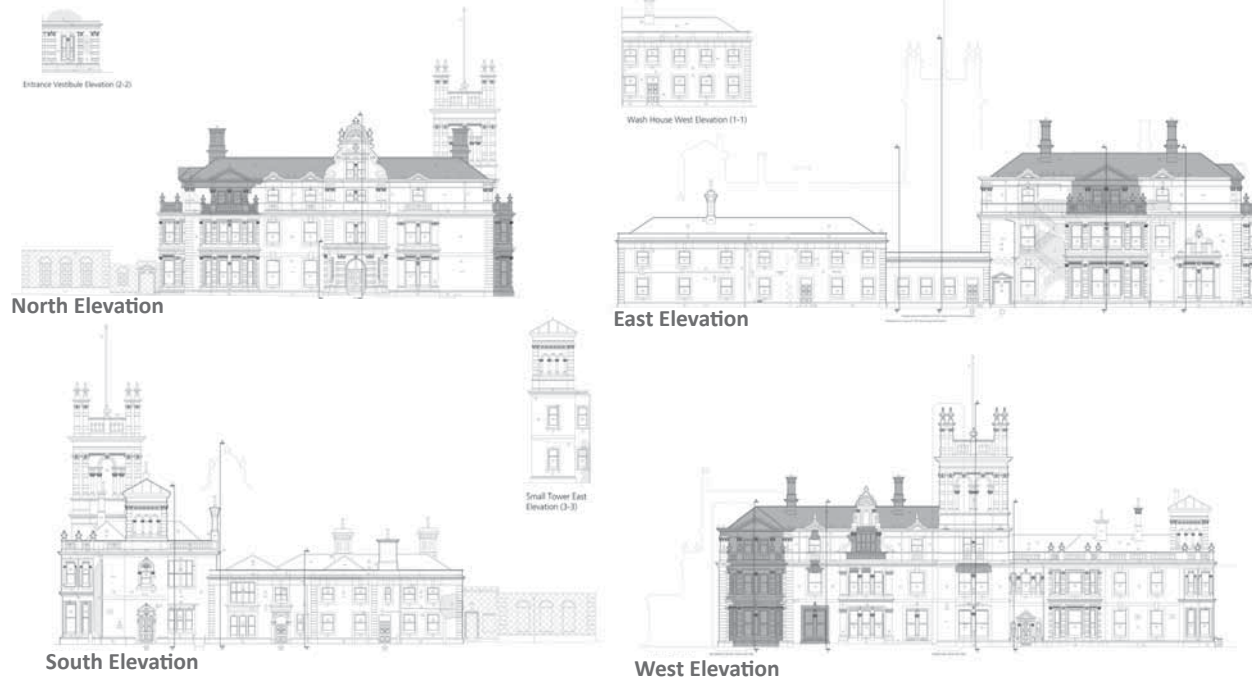 Entrance Vestibule Elevation (2-2)
North Elevation
Wash House West Elevation (1-1)
East Elevation
Small Tower East
Elevation (3-3)
South Elevation
West Elevation